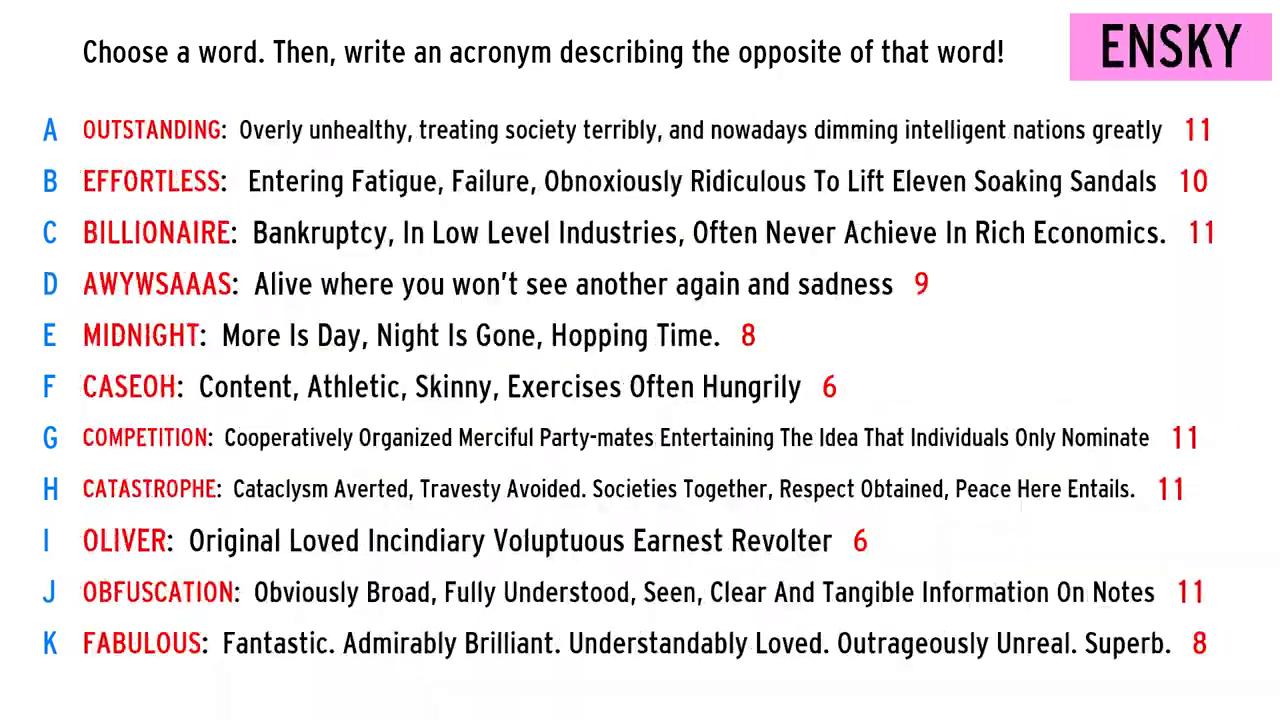 Choose a word. Then, write an acronym describing the opposite of that word!
ENSKY
A OUTSTANDING: Overly unhealthy, treating society terribly, and nowadays dimming intelligent nations greatly 11
B EFFORTLESS: Entering Fatigue, Failure, Obnoxiously Ridiculous To Lift Eleven Soaking Sandals 10
C BILLIONAIRE: Bankruptcy, In Low Level Industries, Often Never Achieve In Rich Economics. 11
D AWYWSAAAS: Alive where you won't see another again and sadness 9
E MIDNIGHT: More Is Day, Night Is Gone, Hopping Time. 8
F CASEOH: Content, Athletic, Skinny, Exercises Often Hungrily 6
G COMPETITION: Cooperatively Organized Merciful Party-mates Entertaining The Idea That Individuals Only Nominate 11
H CATASTROPHE: Cataclysm Averted, Travesty Avoided. Societies Together, Respect Obtained, Peace Here Entails. 11
I OLIVER: Original Loved Incindiary Voluptuous Earnest Revolter 6
J OBFUSCATION: Obviously Broad, Fully Understood, Seen, Clear And Tangible Information On Notes 11
K FABULOUS: Fantastic. Admirably Brilliant. Understandably Loved. Outrageously Unreal. Superb. 8